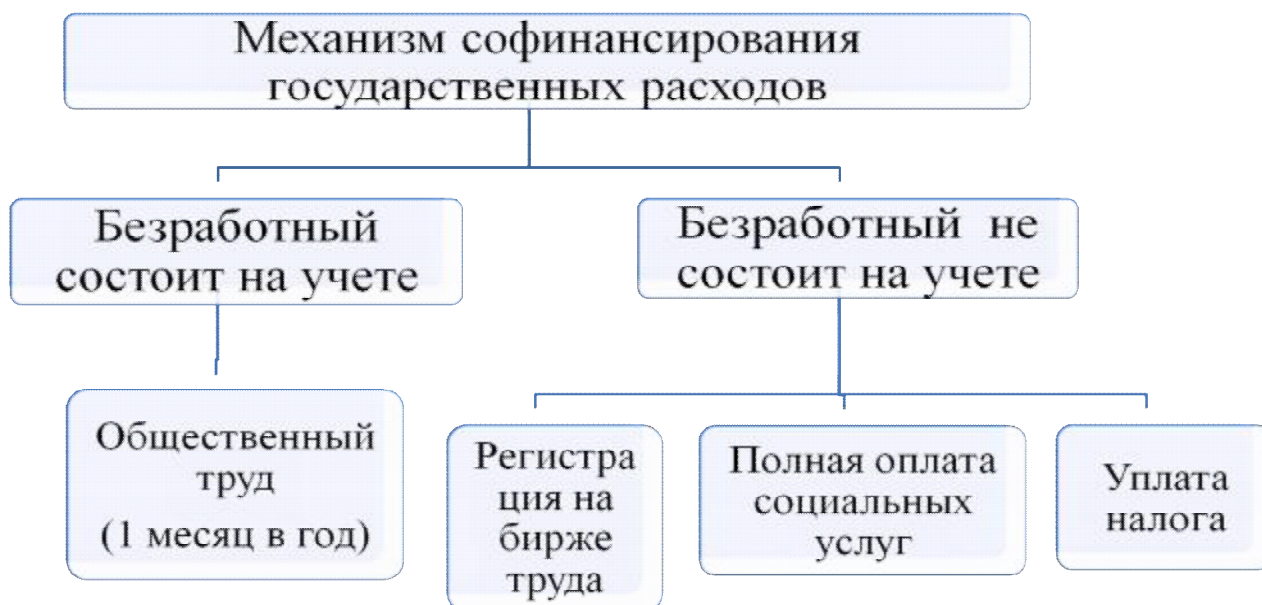 Механизм софинансирования
государственных расходов
Безработный
состоит на учете
Безработный не
состоит на учете
Общественный
труд
(1 месяц в год)
Регистра
ция на
бирже
труда
Полная оплата
социальных
услуг
Уплата
налога